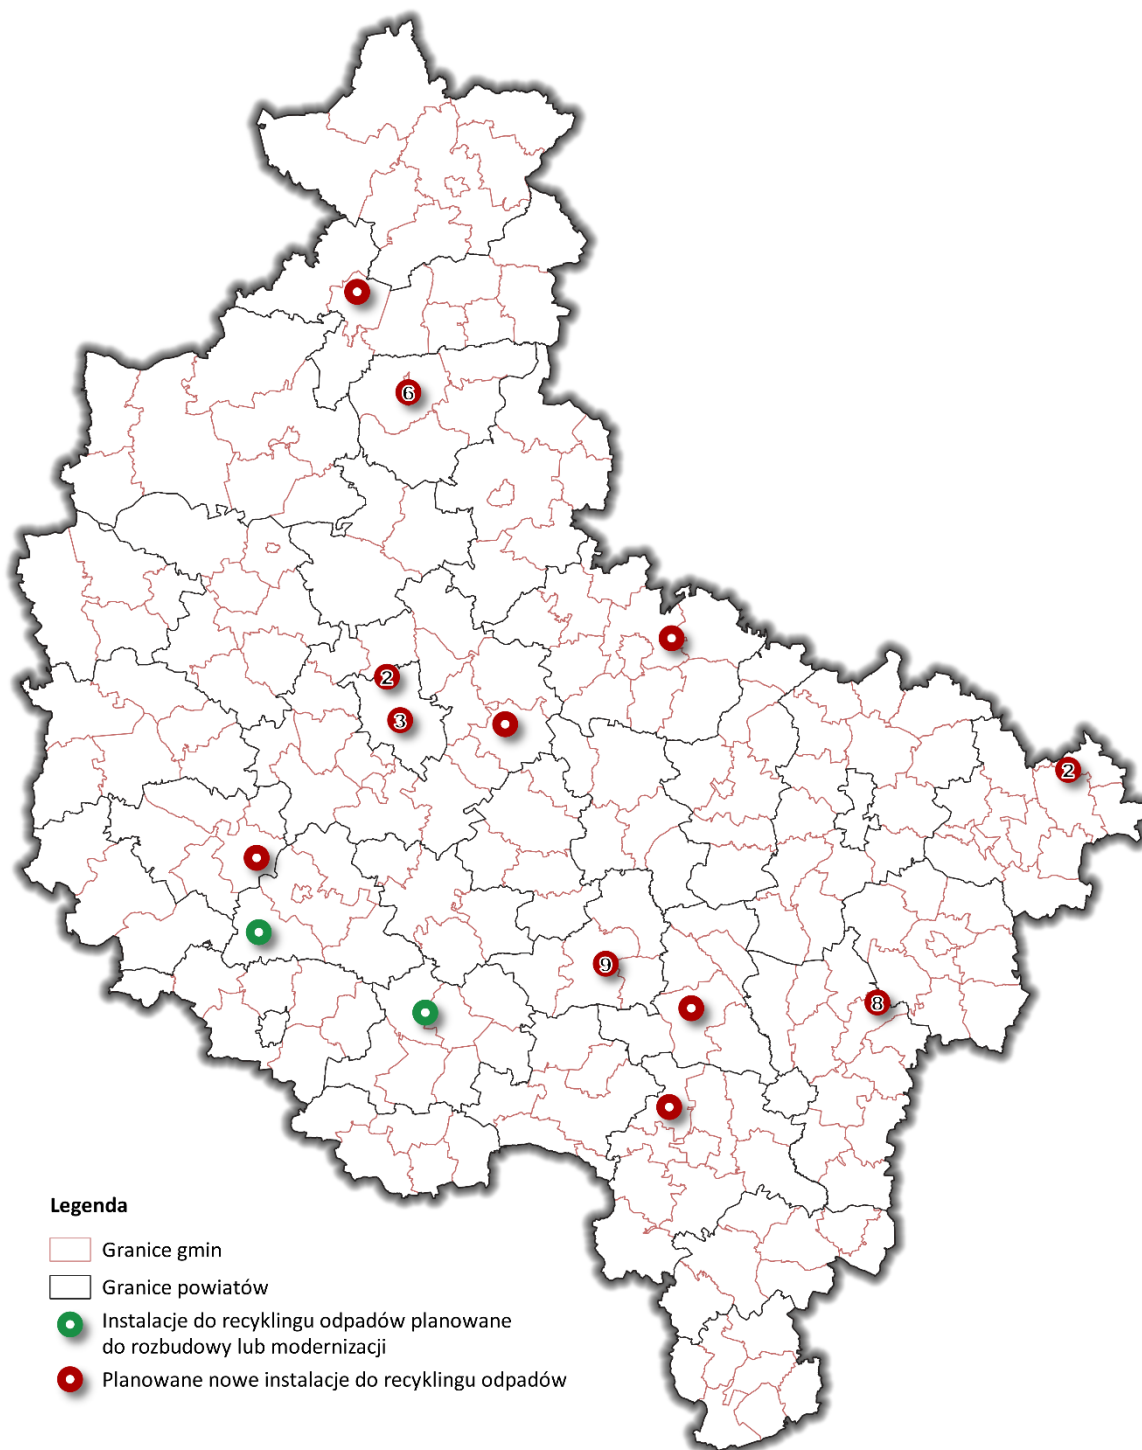 6
2
3
2
9
8
Legenda
Granice gmin
Granice powiatów
Instalacje do recyklingu odpadów planowane
do rozbudowy lub modernizacji
Planowane nowe instalacje do recyklingu odpadów